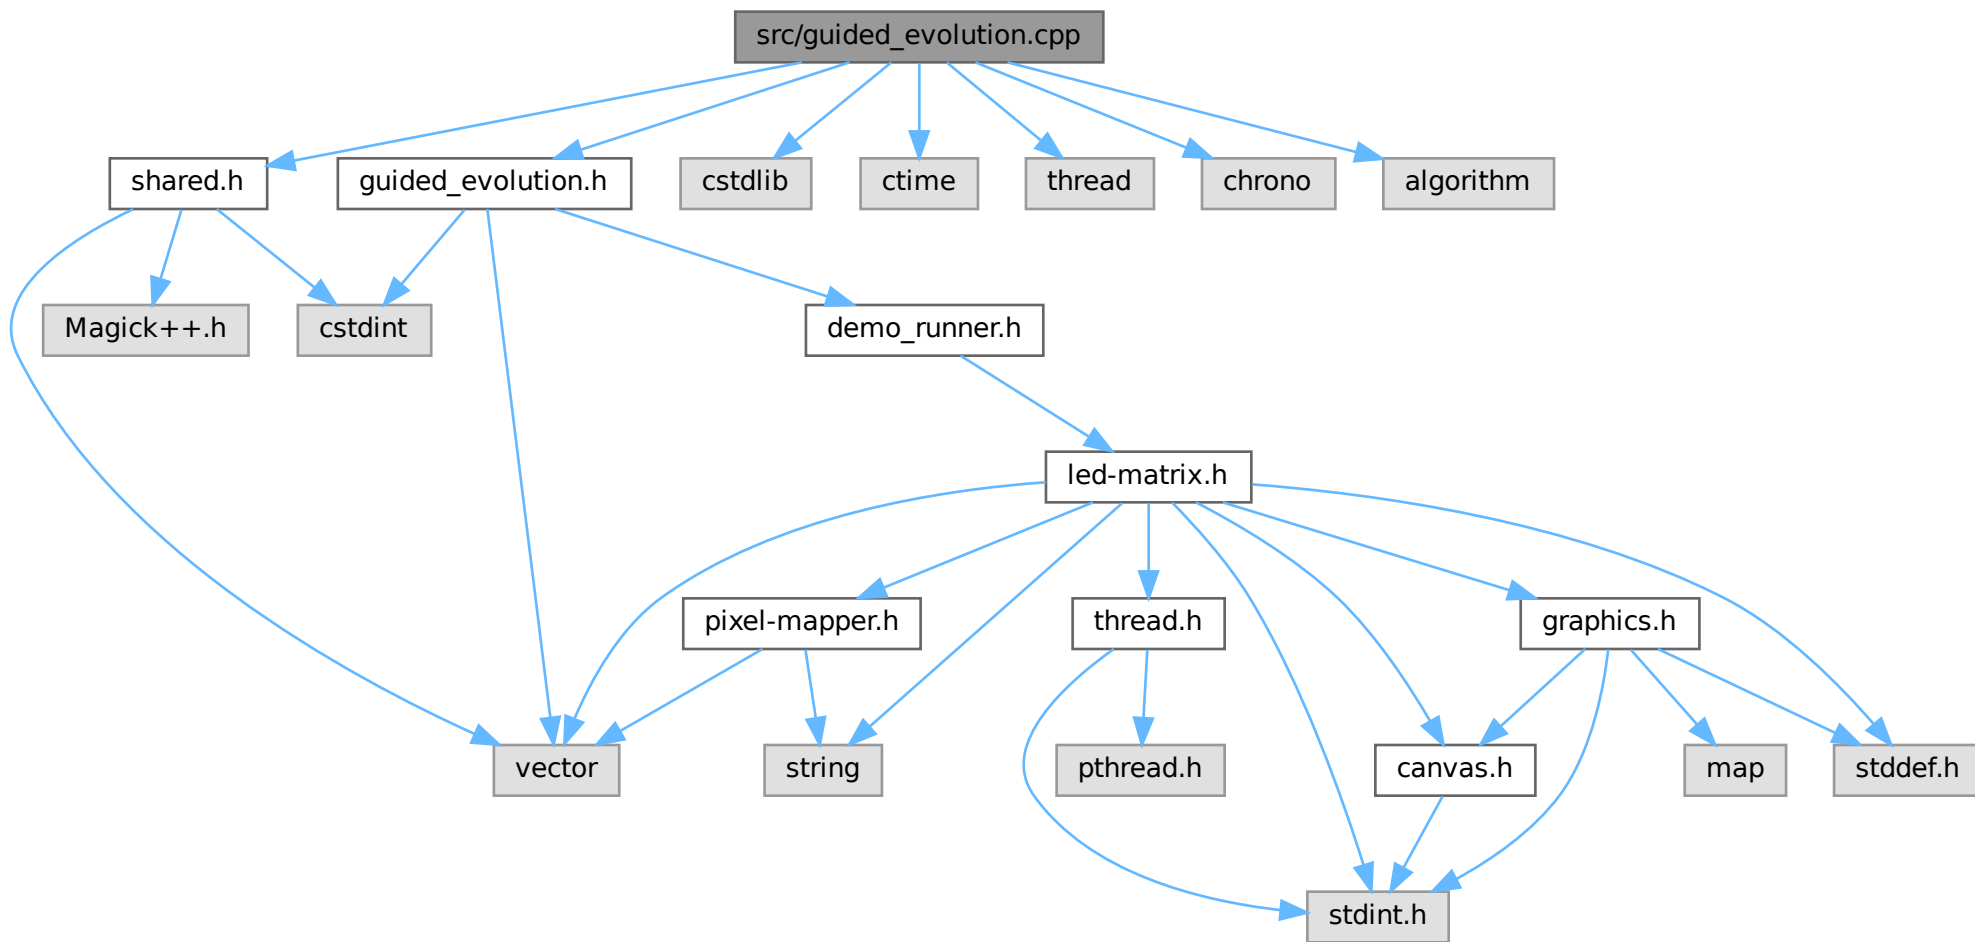 src/guided_evolution.cpp
shared.h
guided_evolution.h
cstdlib
ctime
thread
chrono
algorithm
Magick++.h
cstdint
demo_runner.h
led-matrix.h
pixel-mapper.h
thread.h
graphics.h
vector
string
pthread.h
canvas.h
map
stddef.h
stdint.h